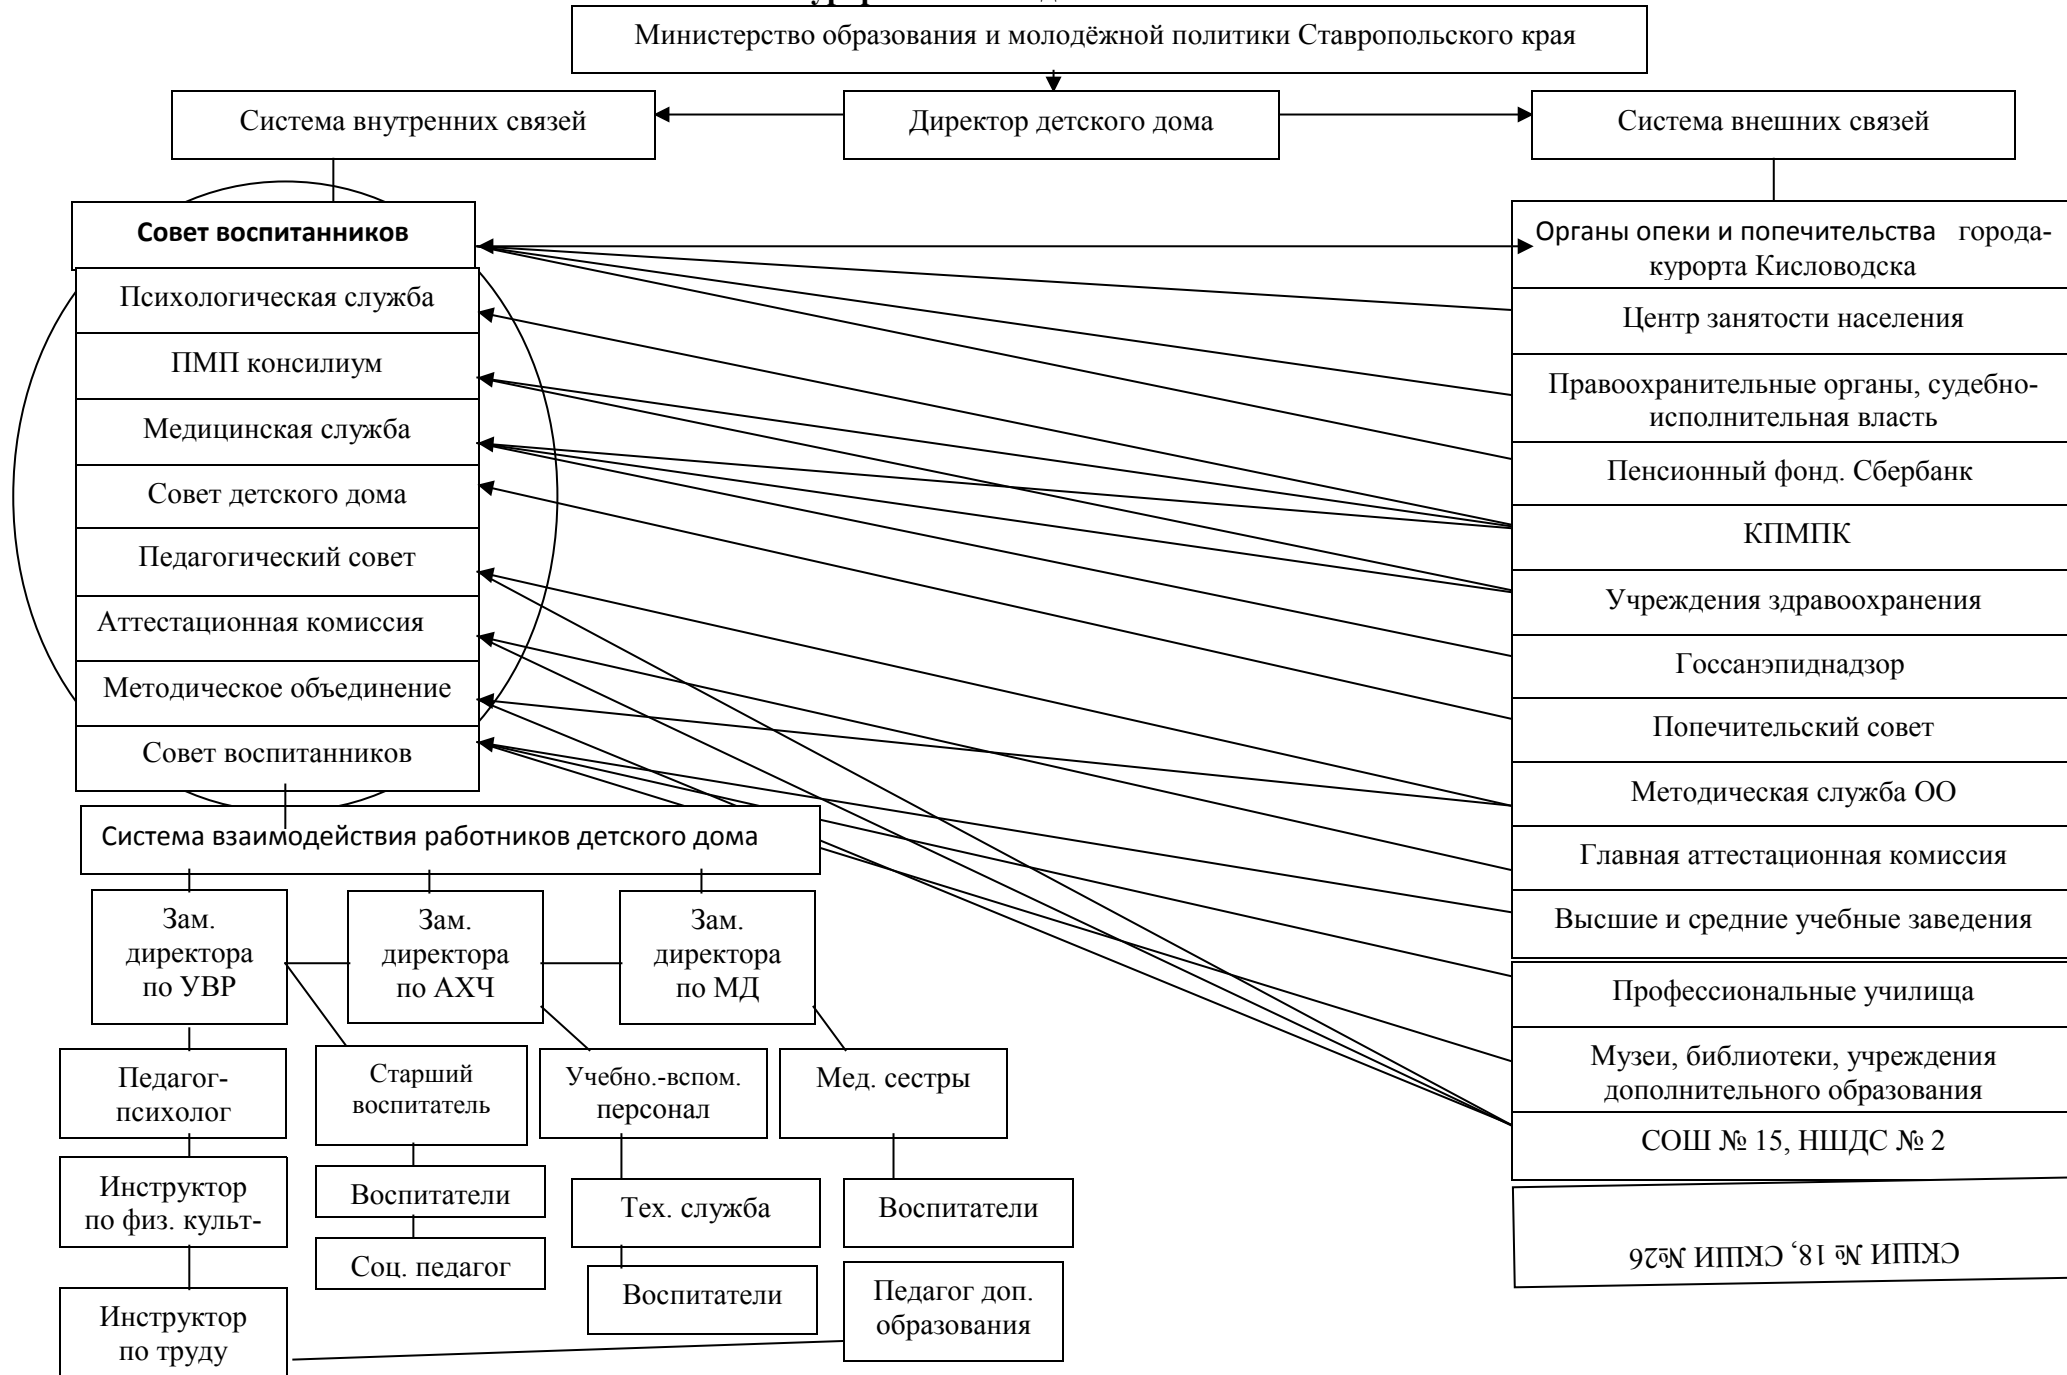 Министерство образования и молодёжной политики Ставропольского края
Система внутренних связей
Директор детского дома
Система внешних связей
Совет воспитанников
Психологическая служба
ПМП консилиум
Медицинская служба
Совет детского дома
Педагогический совет
Аттестационная комиссия
Методическое объединение
Совет воспитанников
Органы опеки и попечительства города-
курорта Кисловодска
Центр занятости населения
Правоохранительные органы, судебно-
исполнительная власть
Пенсионный фонд. Сбербанк
КПМПК
Учреждения здравоохранения
Госсанэпиднадзор
Попечительский совет
Методическая служба ОО
Главная аттестационная комиссия
Высшие и средние учебные заведения
Профессиональные училища
Музеи, библиотеки, учреждения
дополнительного образования
СОШ № 15, НШДС № 2
СКШИ № 18, СКШИ №26
Система взаимодействия работников детского дома
Зам.
директора
по УВР
Зам.
директора
по АХЧ
Зам.
директора
по МД
Педагог-
психолог
Старший
воспитатель
Учебно.-вспом.
персонал
Мед. сестры
Инструктор
по физ. культ-
Воспитатели
Соц. педагог
Тех. служба
Воспитатели
Воспитатели
Педагог доп.
образования
Инструктор
по труду